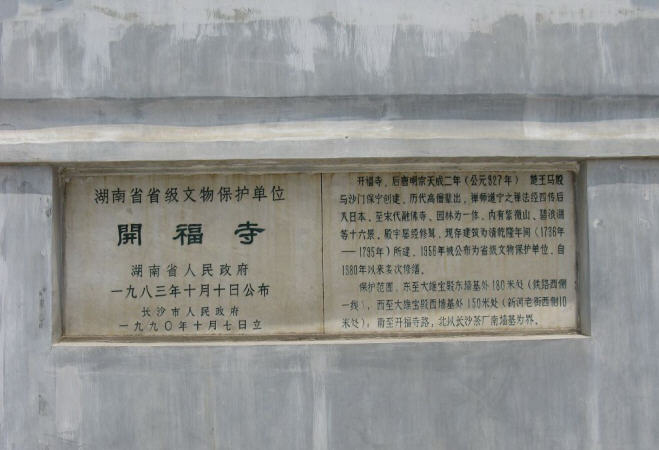 湖南省省级文物保护单位
開福寺
湖南省人民政府
一九八三年十月十日公布
长沙市人民政府
一九九〇年十月七日立
开福寺，后唐明宗天成二年（公元927年）楚王马殷
与沙门保宁创建，历代高僧辈出，禅师道宁之禅法经四传后
入日本，至宋代融佛寺、园林为一体，内有紫微山、碧浪湖
等十六景，殿宇屡经修葺，现存建筑为清乾隆年间（1736年
—1795年）所建，1956年被公布为省级文物保护单位，自
1980年以来多次修缮。
保护范围，东至大雄宝殿东墙基外180米处（铁路西侧
一线），西至大雄宝殿西墙基外150米处（新河老街西侧10
米处），南至开福寺路，北以长沙茶厂南墙基为界。